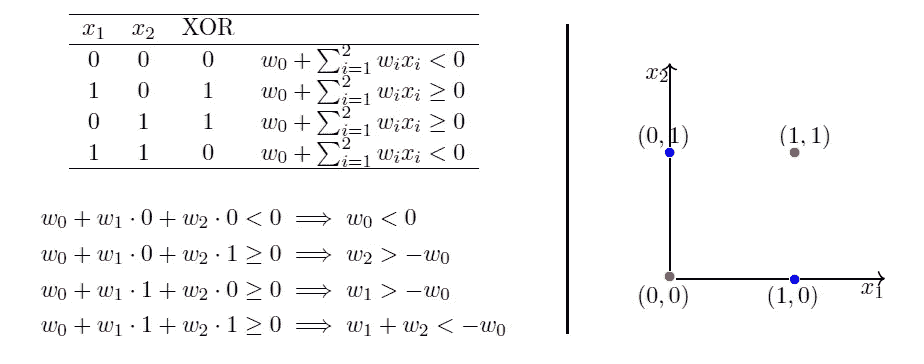 x₁ x₂ XOR
0 0 0 w₀ + ∑²ᵢ₌₁ wᵢxᵢ < 0
1 0 1 w₀ + ∑²ᵢ₌₁ wᵢxᵢ ≥ 0
0 1 1 w₀ + ∑²ᵢ₌₁ wᵢxᵢ ≥ 0
1 1 0 w₀ + ∑²ᵢ₌₁ wᵢxᵢ < 0
w₀ + w₁ · 0 + w₂ · 0 < 0 ⟹ w₀ < 0
w₀ + w₁ · 0 + w₂ · 1 ≥ 0 ⟹ w₂ > −w₀
w₀ + w₁ · 1 + w₂ · 0 ≥ 0 ⟹ w₁ > −w₀
w₀ + w₁ · 1 + w₂ · 1 ≥ 0 ⟹ w₁ + w₂ < −w₀
x₂
(0, 1) (1, 1)
(0, 0) (1, 0) x₁